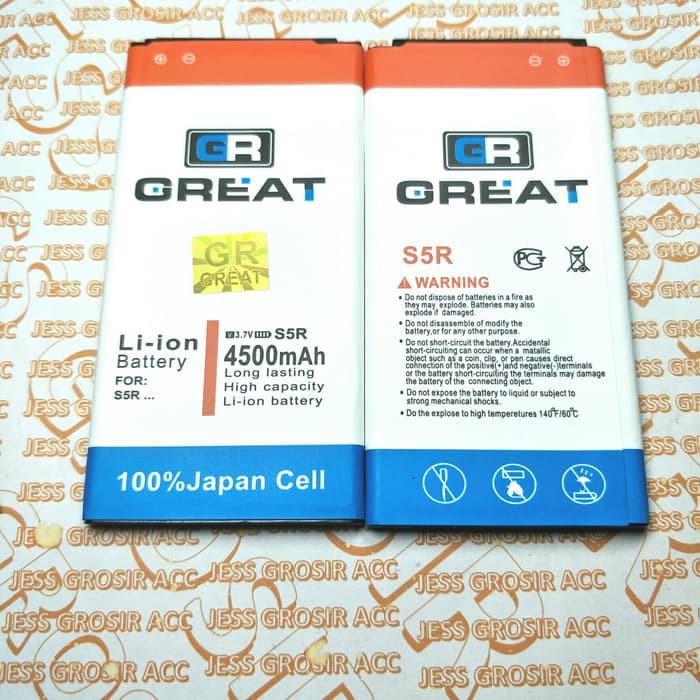 GR
GREAT
GR
GREAT
3.7V S5R
4500mAh
Long lasting
High capacity
Li-ion battery
Li-ion
Battery
FOR:
S5R ...
100%Japan Cell
GR
GREAT
S5R
WARNING
• Do not dispose of batteries in a fire as
they may explode. Batteries may also
explode if damaged.
• Do not disassemble of modify the
battery,or for any other purpose.
• Do not short-circuit the battery,Accidental
short-circuiting can occur when a matallic
object such as a coin, clip, or pen causes direct
connection of the positive(+)and negative(-)terminals
or the battery short-circuiting the terminals may damage
the battery of the connecting object.
• Do not expose the battery to liquid or subject to
strong mechanical shocks.
• Do the explose to high temperetures 140°F/60°C
JESS GROSIR ACC